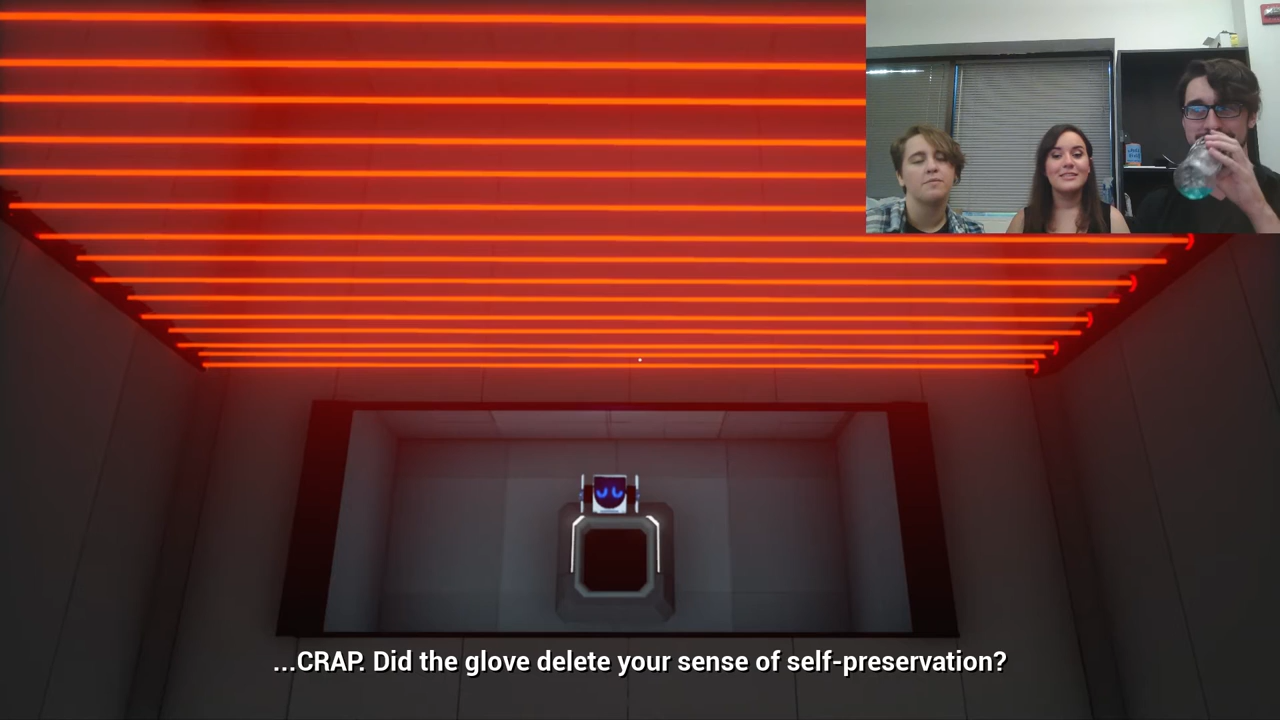 ...CRAP. Did the glove delete your sense of self-preservation?